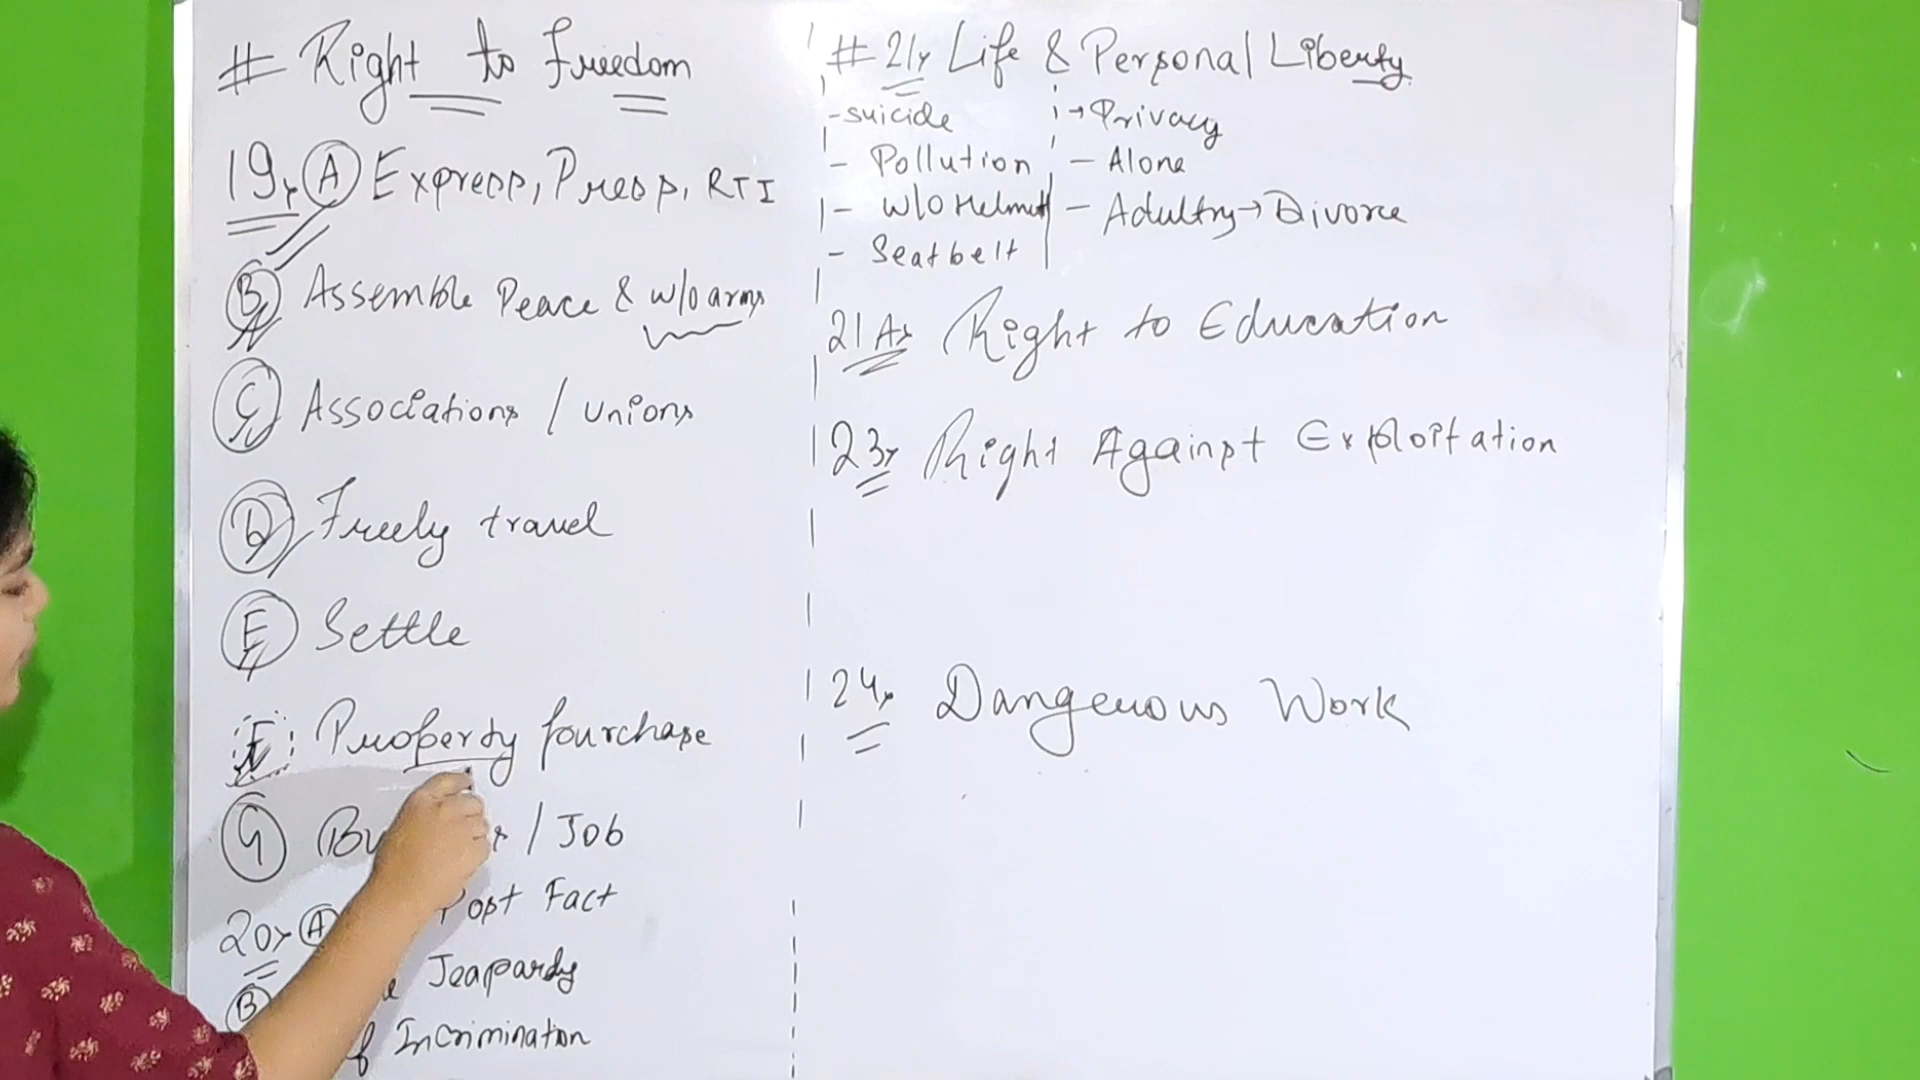 # Right to freedom
19, A Express, Press, RTI
B Assemble Peace & w/o arms
C Associations / Unions
D Freely travel
E Settle
F Property Pourchase
G / Job
20, A Post Fact
B Jeapardy
Incrimination
# 21, Life & Personal Liberty
- suicide → Privacy
- Pollution - Alone
- w/o Helmet - Adultry → Divorce
- Seatbelt
21 A, Right to Education
23, Right Against Exploitation
24, Dangerous Work